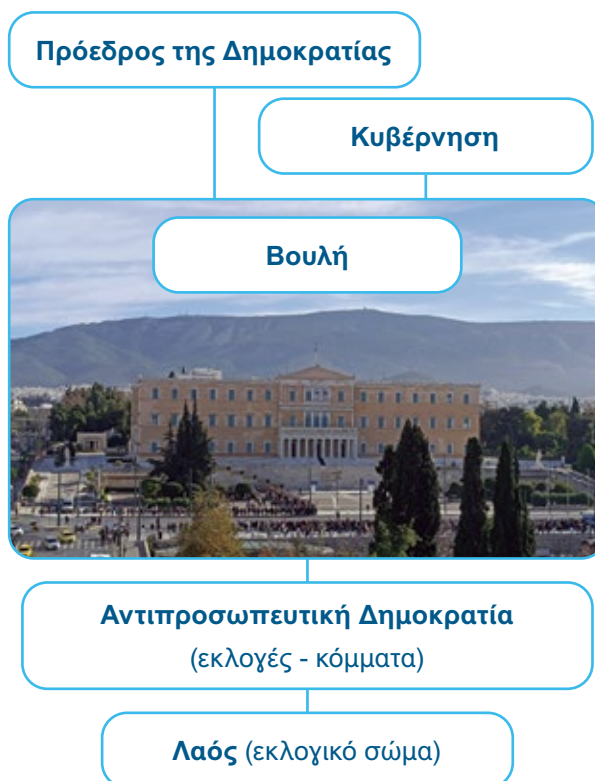 Πρόεδρος της Δημοκρατίας
Κυβέρνηση
Βουλή
Αντιπροσωπευτική Δημοκρατία
(εκλογές - κόμματα)
Λαός (εκλογικό σώμα)